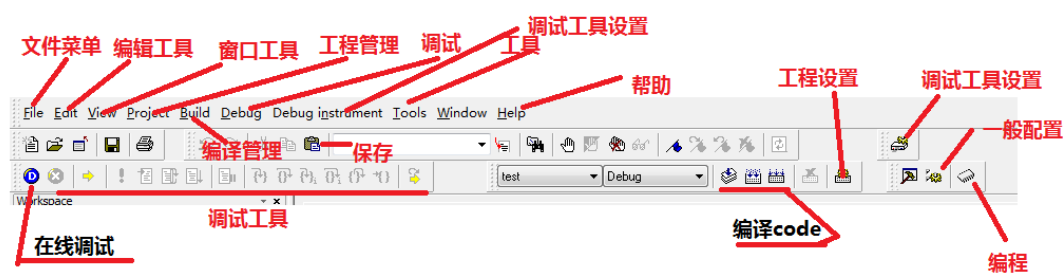 调试工具设置
文件菜单 编辑工具 窗口工具 工程管理 调试 工具
帮助 工程设置 调试工具设置
File Edit View Project Build Debug Debug instrument Tools Window Help
一般配置
编译管理 保存
test Debug
Workspace
调试工具
在线调试 编译code
编程